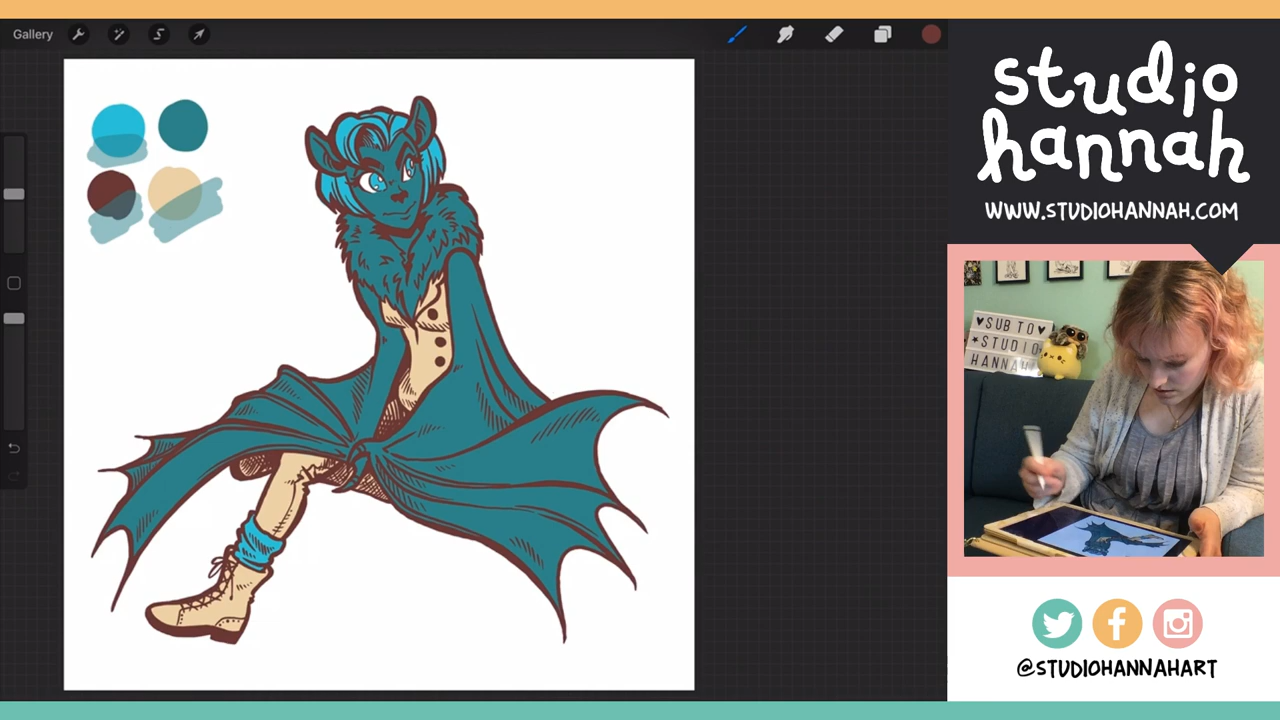 Gallery
studio
hannah
WWW.STUDIOHANNAH.COM
♥SUB TO♥
★STUDIO
HANNAH
@STUDIOHANNAHART